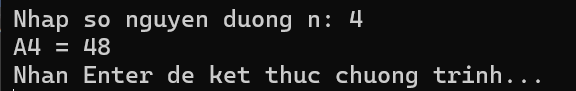 Nhap so nguyen duong n: 4
A4 = 48
Nhan Enter de ket thuc chuong trinh...